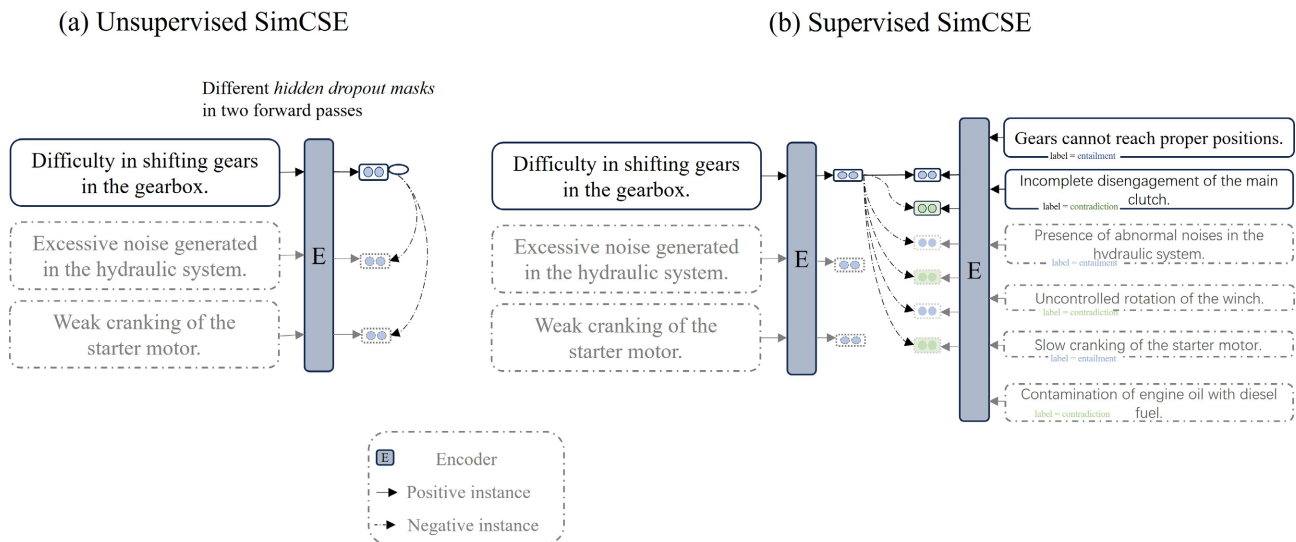 (a) Unsupervised SimCSE
Different hidden dropout masks
in two forward passes
Difficulty in shifting gears
in the gearbox.
Excessive noise generated
in the hydraulic system.
Weak cranking of the
starter motor.
E
(b) Supervised SimCSE
Difficulty in shifting gears
in the gearbox.
Excessive noise generated
in the hydraulic system.
Weak cranking of the
starter motor.
E
E
Gears cannot reach proper positions.
label = entailment
Incomplete disengagement of the main
clutch.
label = contradiction
Presence of abnormal noises in the
hydraulic system.
label = entailment
Uncontrolled rotation of the winch.
label = contradiction
Slow cranking of the starter motor.
label = entailment
Contamination of engine oil with diesel
fuel.
label = contradiction
E Encoder
Positive instance
Negative instance